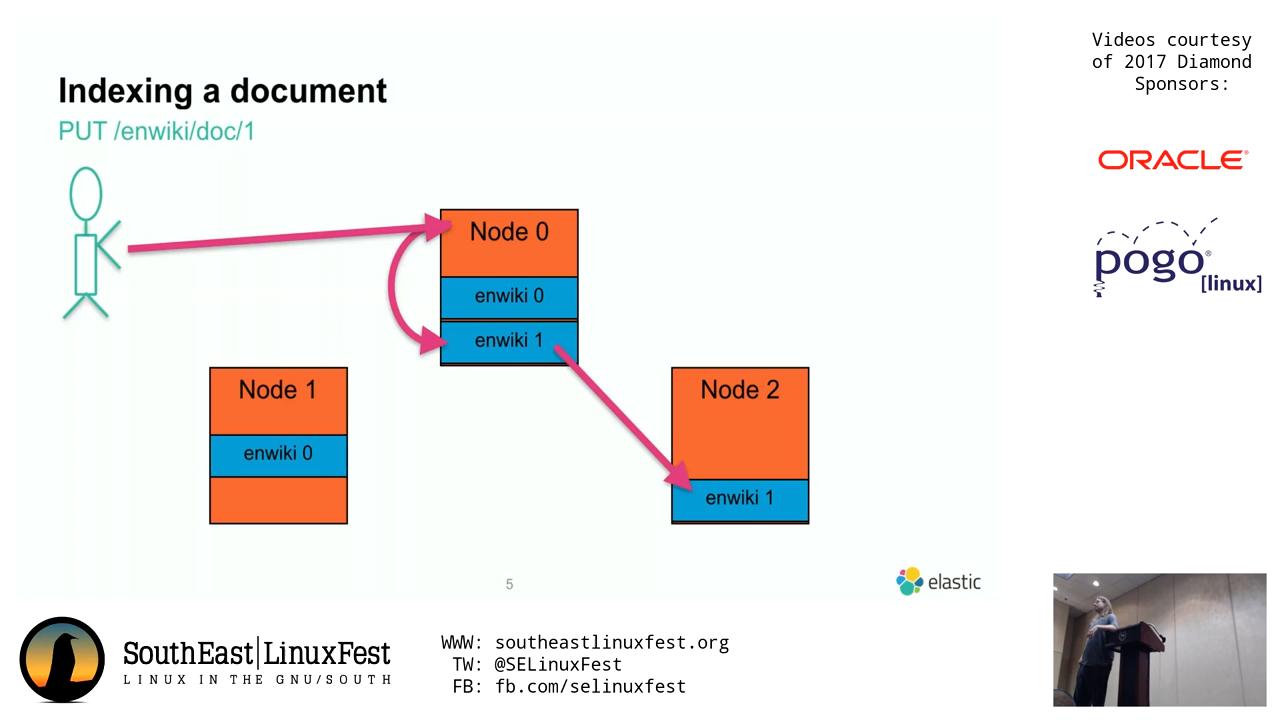 Videos courtesy
of 2017 Diamond
Sponsors:
Indexing a document
PUT /enwiki/doc/1
ORACLE®
pogo®
[linux]
Node 0
enwiki 0
enwiki 1
Node 1
enwiki 0
Node 2
enwiki 1
5
elastic
SouthEast|LinuxFest
LINUX IN THE GNU/SOUTH
WWW: southeastlinuxfest.org
TW: @SELinuxFest
FB: fb.com/selinuxfest